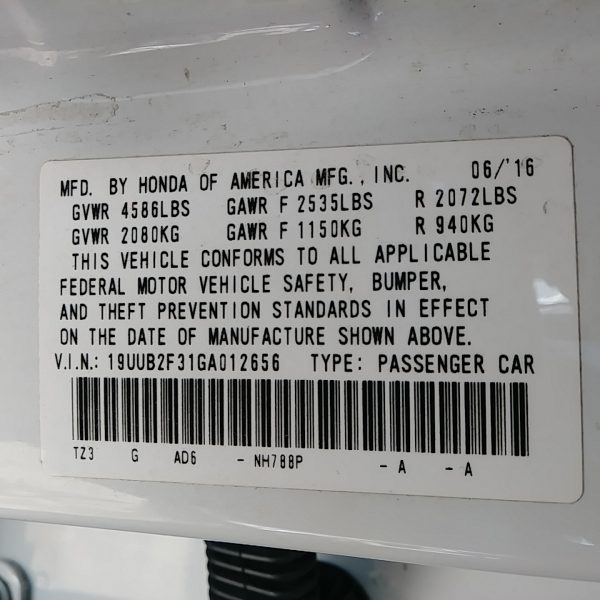 MFD. BY HONDA OF AMERICA MFG., INC. 06/'16
GVWR 4586LBS GAWR F 2535LBS R 2072LBS
GVWR 2080KG GAWR F 1150KG R 940KG
THIS VEHICLE CONFORMS TO ALL APPLICABLE
FEDERAL MOTOR VEHICLE SAFETY, BUMPER,
AND THEFT PREVENTION STANDARDS IN EFFECT
ON THE DATE OF MANUFACTURE SHOWN ABOVE.
V.I.N.: 19UUB2F31GA012656 TYPE: PASSENGER CAR
TZ3 G AD6 - NH788P - A - A